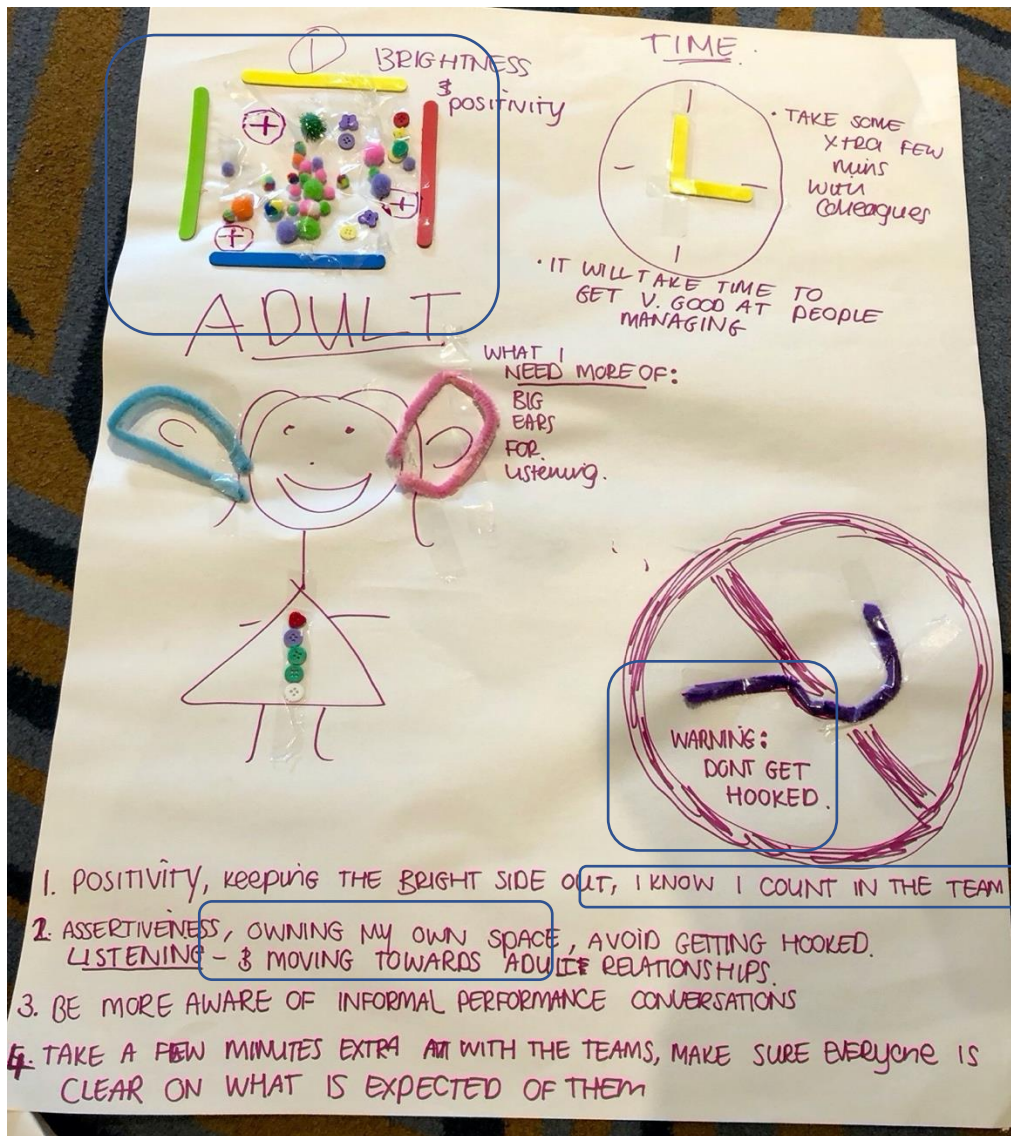 1
BRIGHTNESS
& positivity
TIME.
• TAKE SOME
XTRA FEW
mins
with
colleagues
• IT WILL TAKE TIME TO
GET V. GOOD AT PEOPLE
MANAGING
ADULT
WHAT I
NEED MORE OF:
BIG
EARS
FOR
Listening.
WARNING:
DONT GET
HOOKED.
1. POSITIVITY, KEEPING THE BRIGHT SIDE OUT, I KNOW I COUNT IN THE TEAM
2. ASSERTIVENESS, OWNING MY OWN SPACE, AVOID GETTING HOOKED.
LISTENING - & MOVING TOWARDS ADULT RELATIONSHIPS.
3. BE MORE AWARE OF INFORMAL PERFORMANCE CONVERSATIONS
4. TAKE A FEW MINUTES EXTRA WITH THE TEAMS, MAKE SURE EVERYONE IS
CLEAR ON WHAT IS EXPECTED OF THEM